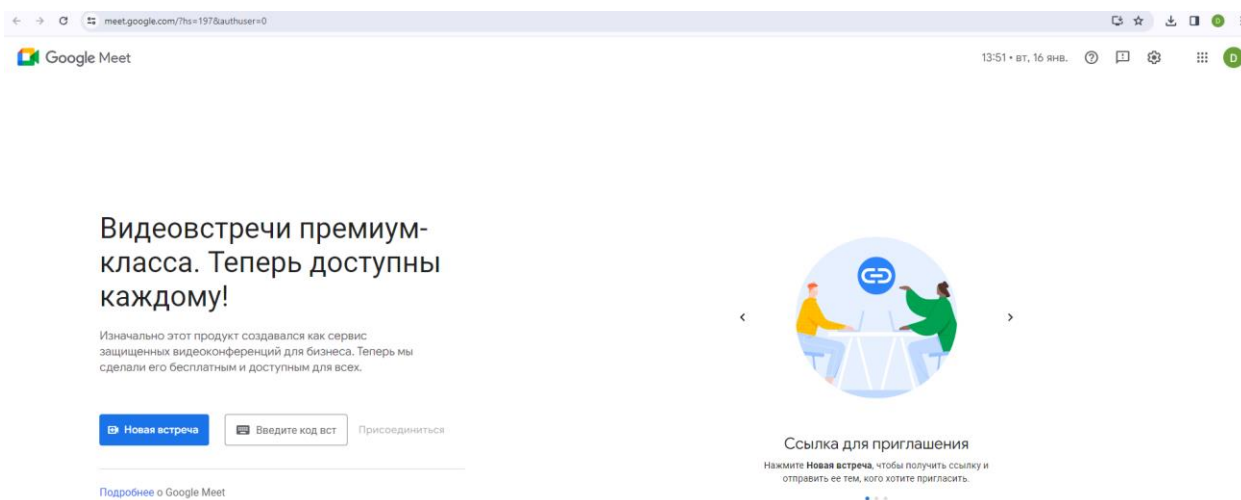 meet.google.com/?hs=197&authuser=0
Google Meet
13:51 • вт, 16 янв.
D
Видеовстречи премиум-
класса. Теперь доступны
каждому!
Изначально этот продукт создавался как сервис
защищенных видеоконференций для бизнеса. Теперь мы
сделали его бесплатным и доступным для всех.
Новая встреча
Введите код вст
Присоединиться
Подробнее о Google Meet
Ссылка для приглашения
Нажмите Новая встреча, чтобы получить ссылку и
отправить ее тем, кого хотите пригласить.